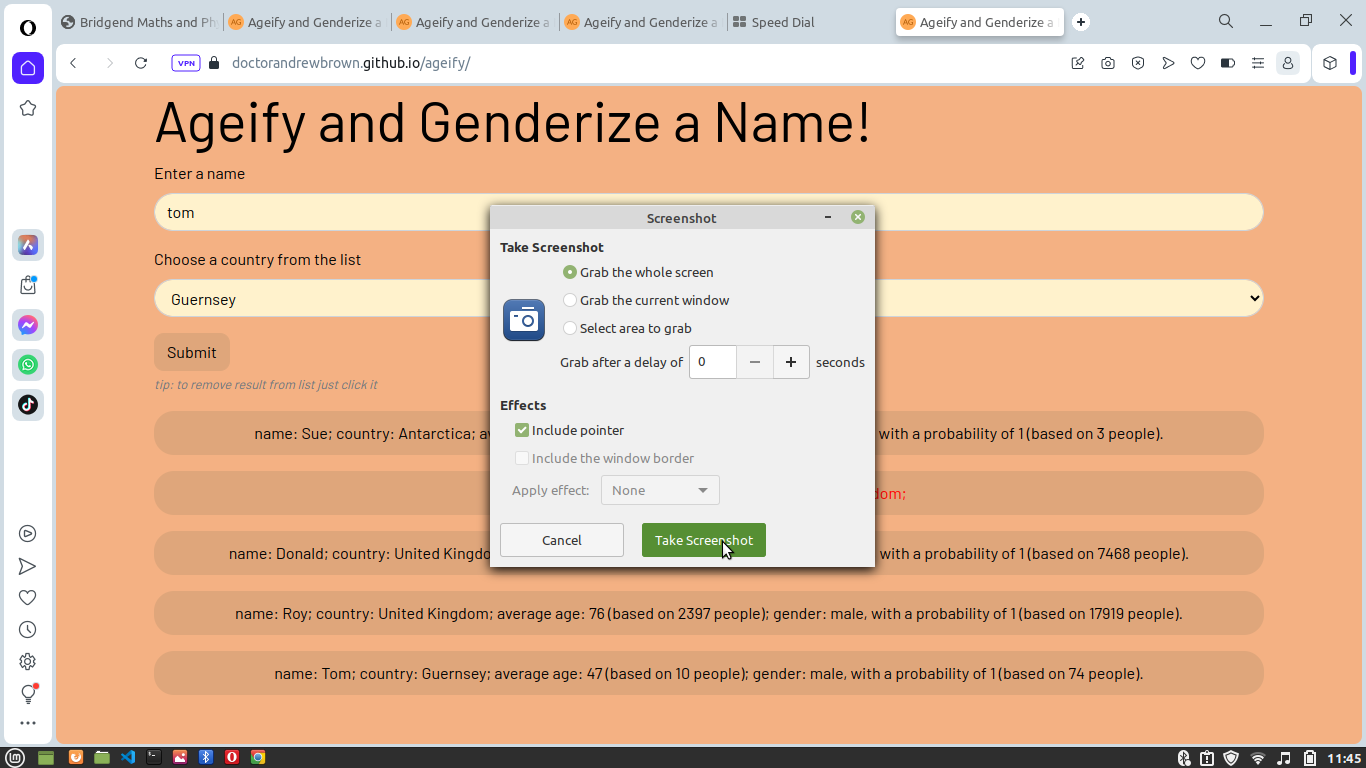 Bridgend Maths and Ph
AG Ageify and Genderize a
AG Ageify and Genderize a
AG Ageify and Genderize a
Speed Dial
AG Ageify and Genderize a
VPN doctorandrewbrown.github.io/ageify/
Ageify and Genderize a Name!
Enter a name
tom
Choose a country from the list
Guernsey
Submit
tip: to remove result from list just click it
name: Sue; country: Antarctica; av
with a probability of 1 (based on 3 people).
dom;
name: Donald; country: United Kingdo
with a probability of 1 (based on 7468 people).
name: Roy; country: United Kingdom; average age: 76 (based on 2397 people); gender: male, with a probability of 1 (based on 17919 people).
name: Tom; country: Guernsey; average age: 47 (based on 10 people); gender: male, with a probability of 1 (based on 74 people).
Screenshot
Take Screenshot
Grab the whole screen
Grab the current window
Select area to grab
Grab after a delay of 0 − + seconds
Effects
Include pointer
Include the window border
Apply effect: None
Cancel
Take Screenshot
11:45